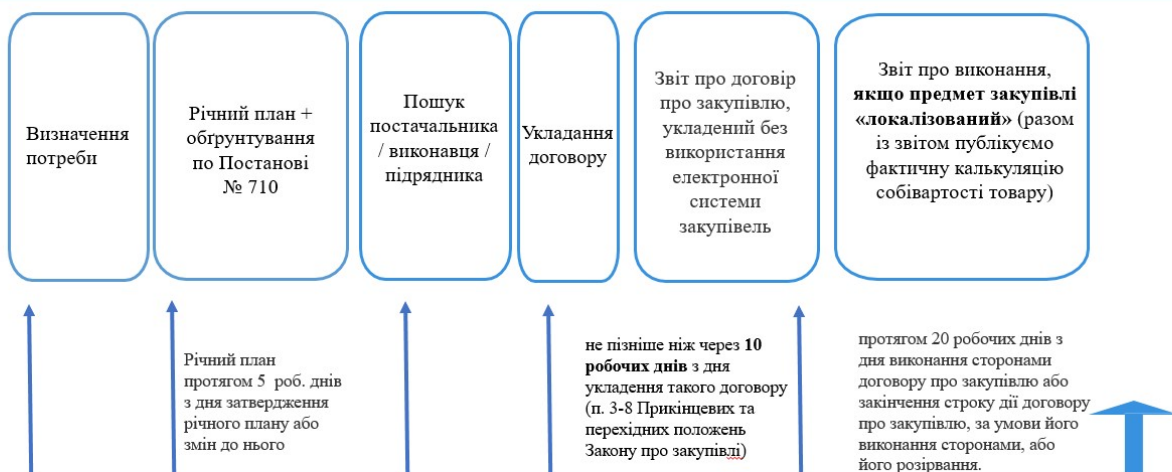 Визначення
потреби
Річний план +
обґрунтування
по Постанові
№ 710
Пошук
постачальника
/ виконавця /
підрядника
Укладання
договору
Звіт про договір
про закупівлю,
укладений без
використання
електронної
системи
закупівель
Звіт про виконання,
якщо предмет закупівлі
«локалізований» (разом
із звітом публікуємо
фактичну калькуляцію
собівартості товару)
Річний план
протягом 5 роб. днів
з дня затвердження
річного плану або
змін до нього
не пізніше ніж через 10
робочих днів з дня
укладення такого договору
(п. 3-8 Прикінцевих та
перехідних положень
Закону про закупівлі)
протягом 20 робочих днів з
дня виконання сторонами
договору про закупівлю або
закінчення строку дії договору
про закупівлю, за умови його
виконання сторонами, або
його розірвання.